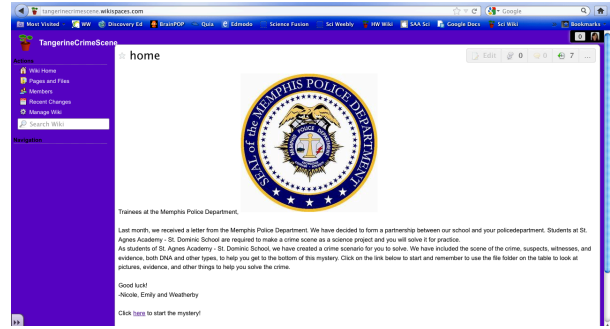 tangerinecrimescene.wikispaces.com
Google
Most Visited
WW
Discovery Ed
BrainPOP
Quia
Edmodo
Science Fusion
Sci Weebly
HW Wiki
SAA Sci
Google Docs
Sci Wiki
Bookmarks
0
TangerineCrimeScene
Actions
Wiki Home
Pages and Files
Members
Recent Changes
Manage Wiki
Search Wiki
Navigation
home
Edit 0 0 7 ...
SEAL of the MEMPHIS POLICE DEPARTMENT
MEMPHIS POLICE DEPARTMENT
Trainees at the Memphis Police Department,
Last month, we received a letter from the Memphis Police Department. We have decided to form a partnership between our school and your policedepartment. Students at St.
Agnes Academy - St. Dominic School are required to make a crime scene as a science project and you will solve it for practice.
As students of St. Agnes Academy - St. Dominic School, we have created a crime scenario for you to solve. We have included the scene of the crime, suspects, witnesses, and
evidence, both DNA and other types, to help you get to the bottom of this mystery. Click on the link below to start and remember to use the file folder on the table to look at
pictures, evidence, and other things to help you solve the crime.
Good luck!
-Nicole, Emily and Weatherby
Click here to start the mystery!